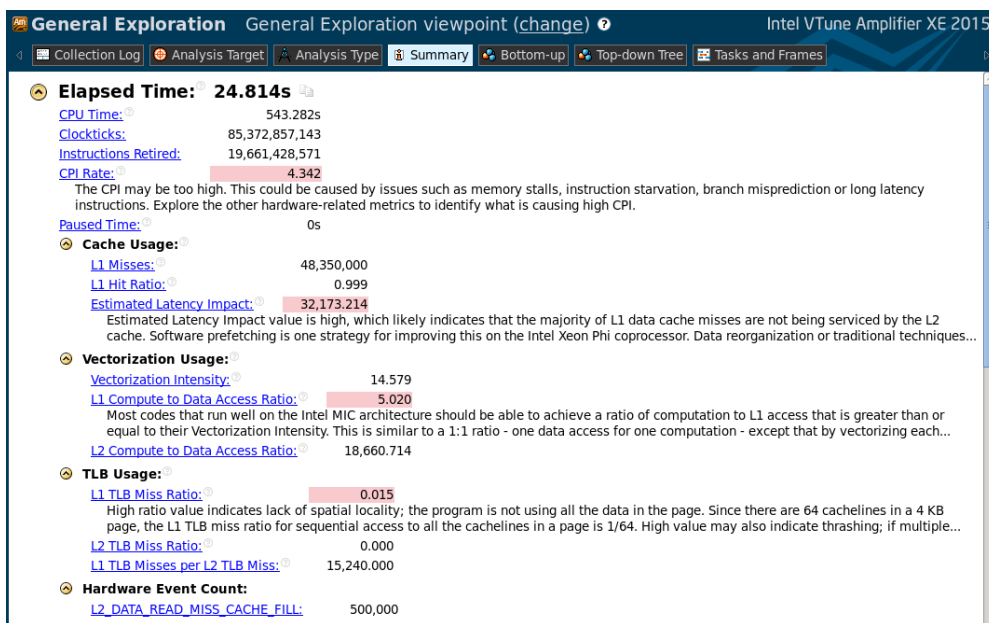 General Exploration General Exploration viewpoint (change) Intel VTune Amplifier XE 2015
Collection Log Analysis Target Analysis Type Summary Bottom-up Top-down Tree Tasks and Frames
Elapsed Time: 24.814s
CPU Time: 543.282s
Clockticks: 85,372,857,143
Instructions Retired: 19,661,428,571
CPI Rate: 4.342
The CPI may be too high. This could be caused by issues such as memory stalls, instruction starvation, branch misprediction or long latency
instructions. Explore the other hardware-related metrics to identify what is causing high CPI.
Paused Time: 0s
Cache Usage:
L1 Misses: 48,350,000
L1 Hit Ratio: 0.999
Estimated Latency Impact: 32,173.214
Estimated Latency Impact value is high, which likely indicates that the majority of L1 data cache misses are not being serviced by the L2
cache. Software prefetching is one strategy for improving this on the Intel Xeon Phi coprocessor. Data reorganization or traditional techniques...
Vectorization Usage:
Vectorization Intensity: 14.579
L1 Compute to Data Access Ratio: 5.020
Most codes that run well on the Intel MIC architecture should be able to achieve a ratio of computation to L1 access that is greater than or
equal to their Vectorization Intensity. This is similar to a 1:1 ratio - one data access for one computation - except that by vectorizing each...
L2 Compute to Data Access Ratio: 18,660.714
TLB Usage:
L1 TLB Miss Ratio: 0.015
High ratio value indicates lack of spatial locality; the program is not using all the data in the page. Since there are 64 cachelines in a 4 KB
page, the L1 TLB miss ratio for sequential access to all the cachelines in a page is 1/64. High value may also indicate thrashing; if multiple...
L2 TLB Miss Ratio: 0.000
L1 TLB Misses per L2 TLB Miss: 15,240.000
Hardware Event Count:
L2_DATA_READ_MISS_CACHE_FILL: 500,000